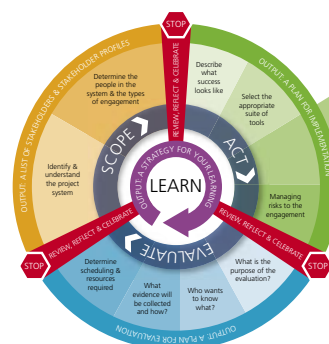 STOP
REVIEW, REFLECT & CELEBRATE
OUTPUT: A LIST OF STAKEHOLDERS & STAKEHOLDER PROFILES
Determine the
people in the
system & the types
of engagement
Identify &
understand the
project
system
SCOPE
OUTPUT: A PLAN FOR IMPLEMENTATION
Describe
what
success
looks like
Select the
appropriate
suite of
tools
Managing
risks to the
engagement
ACT
OUTPUT: A STRATEGY FOR YOUR LEARNING
LEARN
REVIEW, REFLECT & CELEBRATE
STOP
REVIEW, REFLECT & CELEBRATE
STOP
EVALUATE
What is the
purpose of the
evaluation?
Who wants to
know what?
What
evidence will
be collected
and how?
Determine
scheduling &
resources
required
OUTPUT: A PLAN FOR EVALUATION